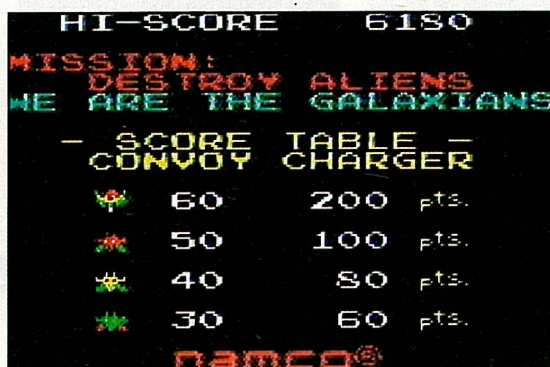 HI-SCORE 6180
MISSION:
DESTROY ALIENS
WE ARE THE GALAXIANS
- SCORE TABLE -
CONVOY CHARGER
60 200 pts.
50 100 pts.
40 80 pts.
30 60 pts.
namco®